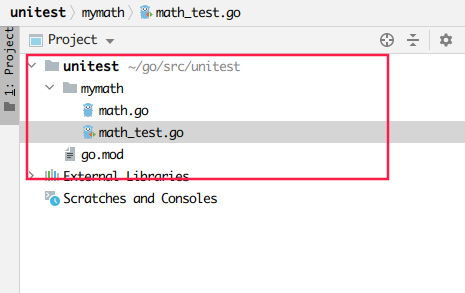 unitest mymath math_test.go
1: Project
Project
unitest ~/go/src/unitest
mymath
math.go
math_test.go
go.mod
External Libraries
Scratches and Consoles